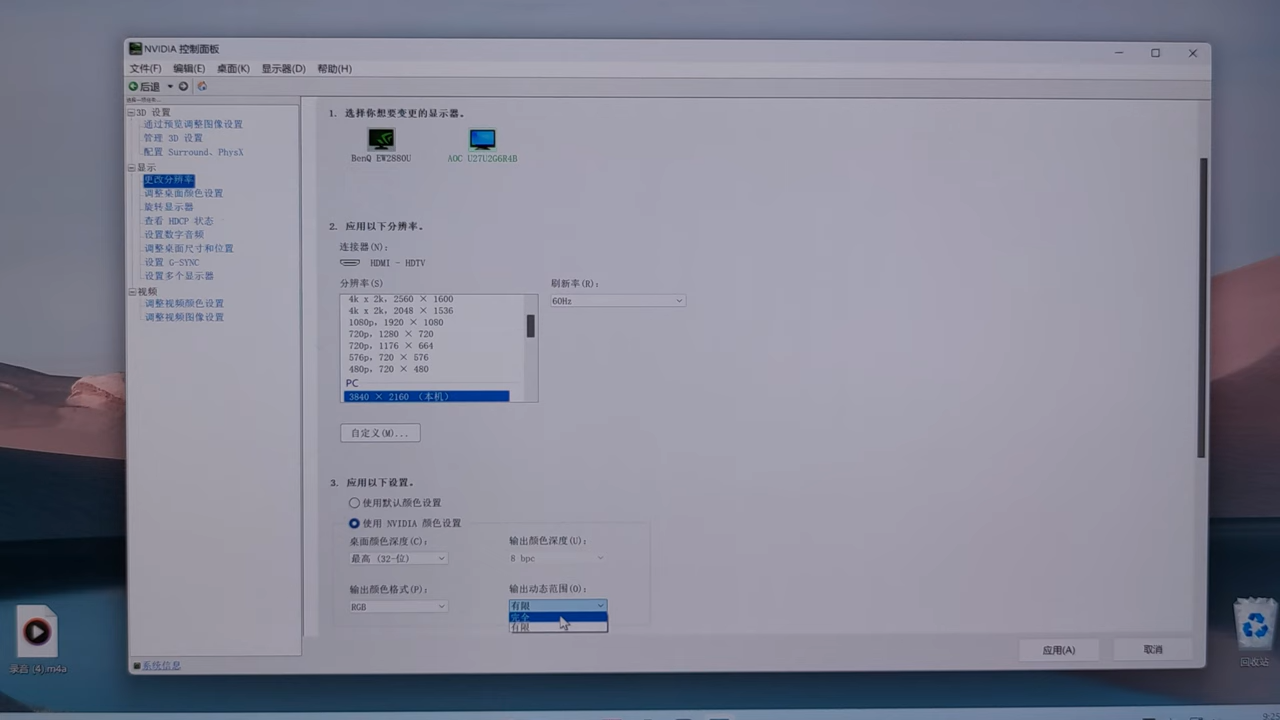 NVIDIA 控制面板
文件(F) 编辑(E) 桌面(K) 显示器(D) 帮助(H)
后退
3D 设置
通过预览调整图像设置
管理 3D 设置
配置 Surround、PhysX
显示
更改分辨率
调整桌面颜色设置
旋转显示器
查看 HDCP 状态
设置数字音频
调整桌面尺寸和位置
设置 G-SYNC
设置多个显示器
视频
调整视频颜色设置
调整视频图像设置
系统信息
1. 选择你想要变更的显示器。
BenQ EW2880U
AOC U27U2G6R4B
2. 应用以下分辨率。
连接器(N):
HDMI - HDTV
分辨率(S)
刷新率(R):
4k x 2k, 2560 × 1600
60Hz
4k x 2k, 2048 × 1536
1080p, 1920 × 1080
720p, 1280 × 720
720p, 1176 × 664
576p, 720 × 576
480p, 720 × 480
PC
3840 × 2160 (本机)
自定义(M)...
3. 应用以下设置。
使用默认颜色设置
使用 NVIDIA 颜色设置
桌面颜色深度(C):
输出颜色深度(U):
最高 (32-位)
8 bpc
输出颜色格式(P):
输出动态范围(O):
RGB
有限
完全
有限
应用(A)
取消
录音 (4).m4a
回收站